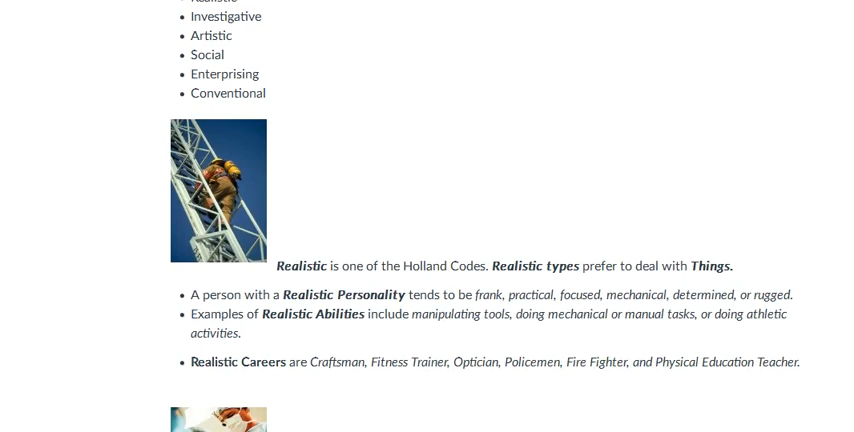 Realistic
Investigative
Artistic
Social
Enterprising
Conventional
Realistic is one of the Holland Codes. Realistic types prefer to deal with Things.
A person with a Realistic Personality tends to be frank, practical, focused, mechanical, determined, or rugged.
Examples of Realistic Abilities include manipulating tools, doing mechanical or manual tasks, or doing athletic
activities.
Realistic Careers are Craftsman, Fitness Trainer, Optician, Policemen, Fire Fighter, and Physical Education Teacher.